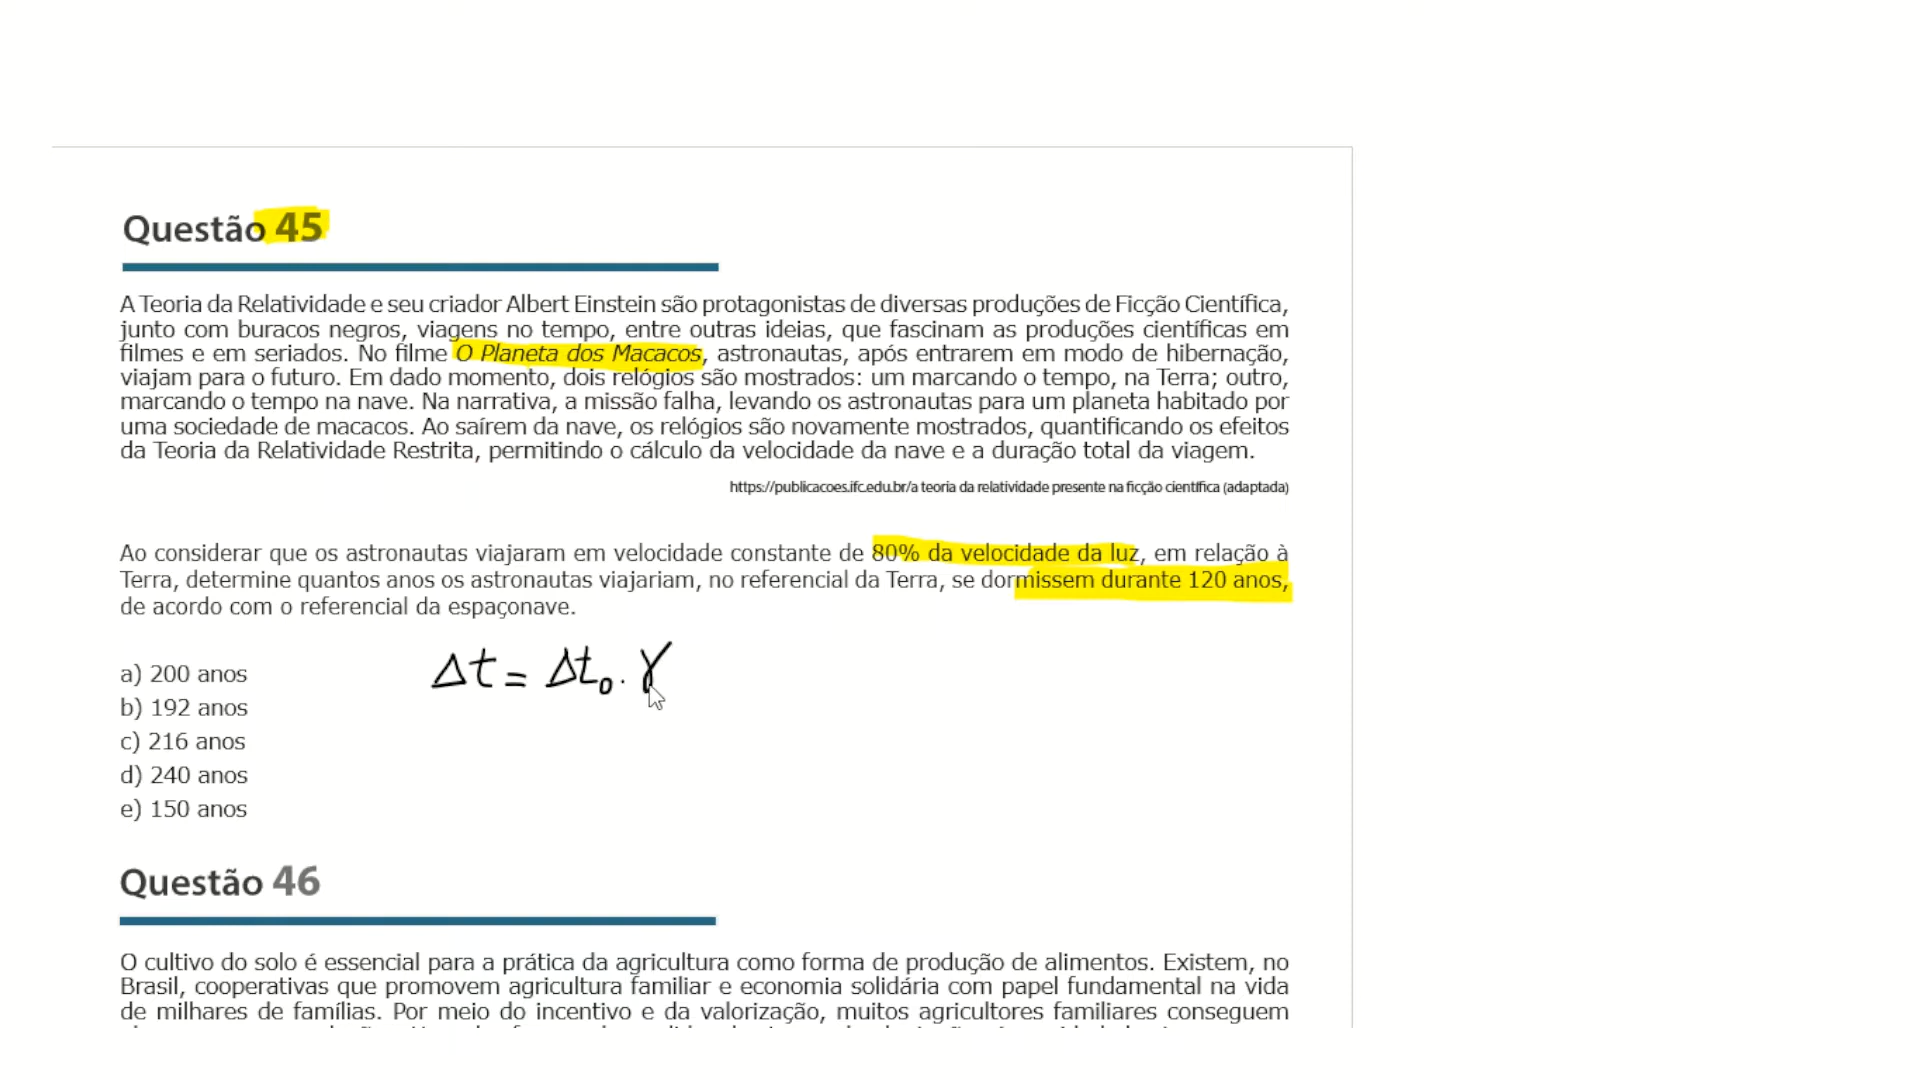 Questão 45
A Teoria da Relatividade e seu criador Albert Einstein são protagonistas de diversas produções de Ficção Científica,
junto com buracos negros, viagens no tempo, entre outras ideias, que fascinam as produções científicas em
filmes e em seriados. No filme O Planeta dos Macacos, astronautas, após entrarem em modo de hibernação,
viajam para o futuro. Em dado momento, dois relógios são mostrados: um marcando o tempo, na Terra; outro,
marcando o tempo na nave. Na narrativa, a missão falha, levando os astronautas para um planeta habitado por
uma sociedade de macacos. Ao saírem da nave, os relógios são novamente mostrados, quantificando os efeitos
da Teoria da Relatividade Restrita, permitindo o cálculo da velocidade da nave e a duração total da viagem.
https://publicacoes.ifc.edu.br/a teoria da relatividade presente na ficção científica (adaptada)
Ao considerar que os astronautas viajaram em velocidade constante de 80% da velocidade da luz, em relação à
Terra, determine quantos anos os astronautas viajariam, no referencial da Terra, se dormissem durante 120 anos,
de acordo com o referencial da espaçonave.
Δt = Δt₀ . γ
a) 200 anos
b) 192 anos
c) 216 anos
d) 240 anos
e) 150 anos
Questão 46
O cultivo do solo é essencial para a prática da agricultura como forma de produção de alimentos. Existem, no
Brasil, cooperativas que promovem agricultura familiar e economia solidária com papel fundamental na vida
de milhares de famílias. Por meio do incentivo e da valorização, muitos agricultores familiares conseguem